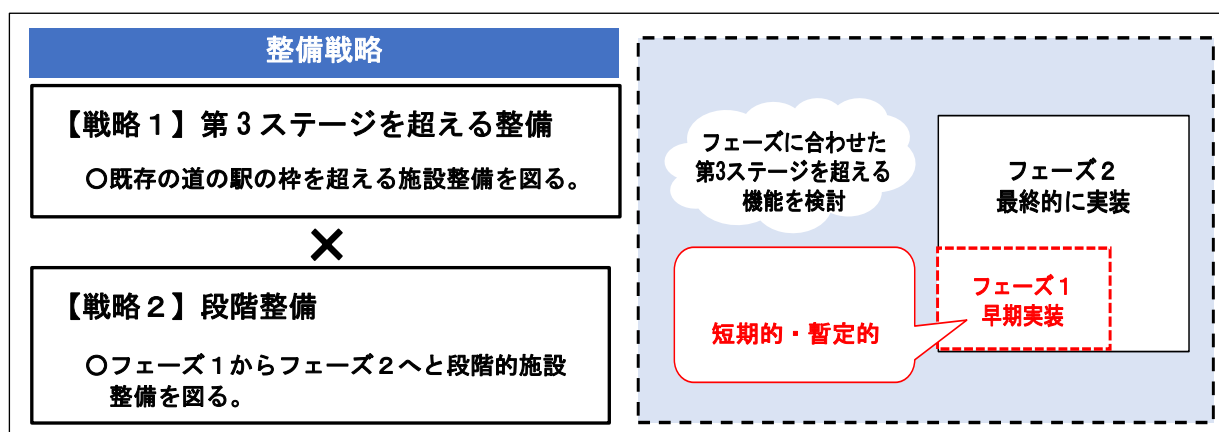 整備戦略
【戦略１】第３ステージを超える整備
〇既存の道の駅の枠を超える施設整備を図る。
×
【戦略２】段階整備
〇フェーズ１からフェーズ２へと段階的施設
整備を図る。
フェーズに合わせた
第3ステージを超える
機能を検討
フェーズ２
最終的に実装
フェーズ１
早期実装
短期的・暫定的